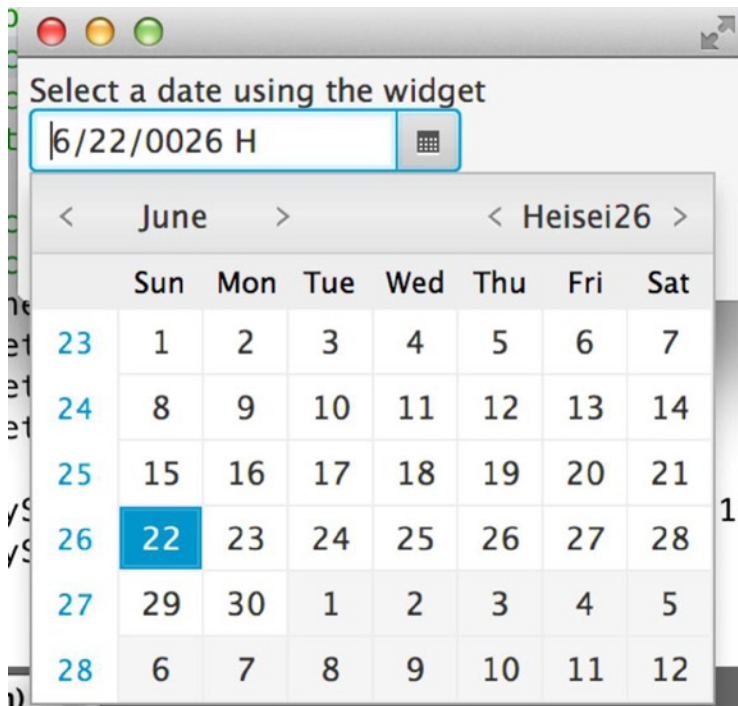 Select a date using the widget
6/22/0026 H
< June > < Heisei26 >
Sun Mon Tue Wed Thu Fri Sat
23 1 2 3 4 5 6 7
24 8 9 10 11 12 13 14
25 15 16 17 18 19 20 21
26 22 23 24 25 26 27 28
27 29 30 1 2 3 4 5
28 6 7 8 9 10 11 12